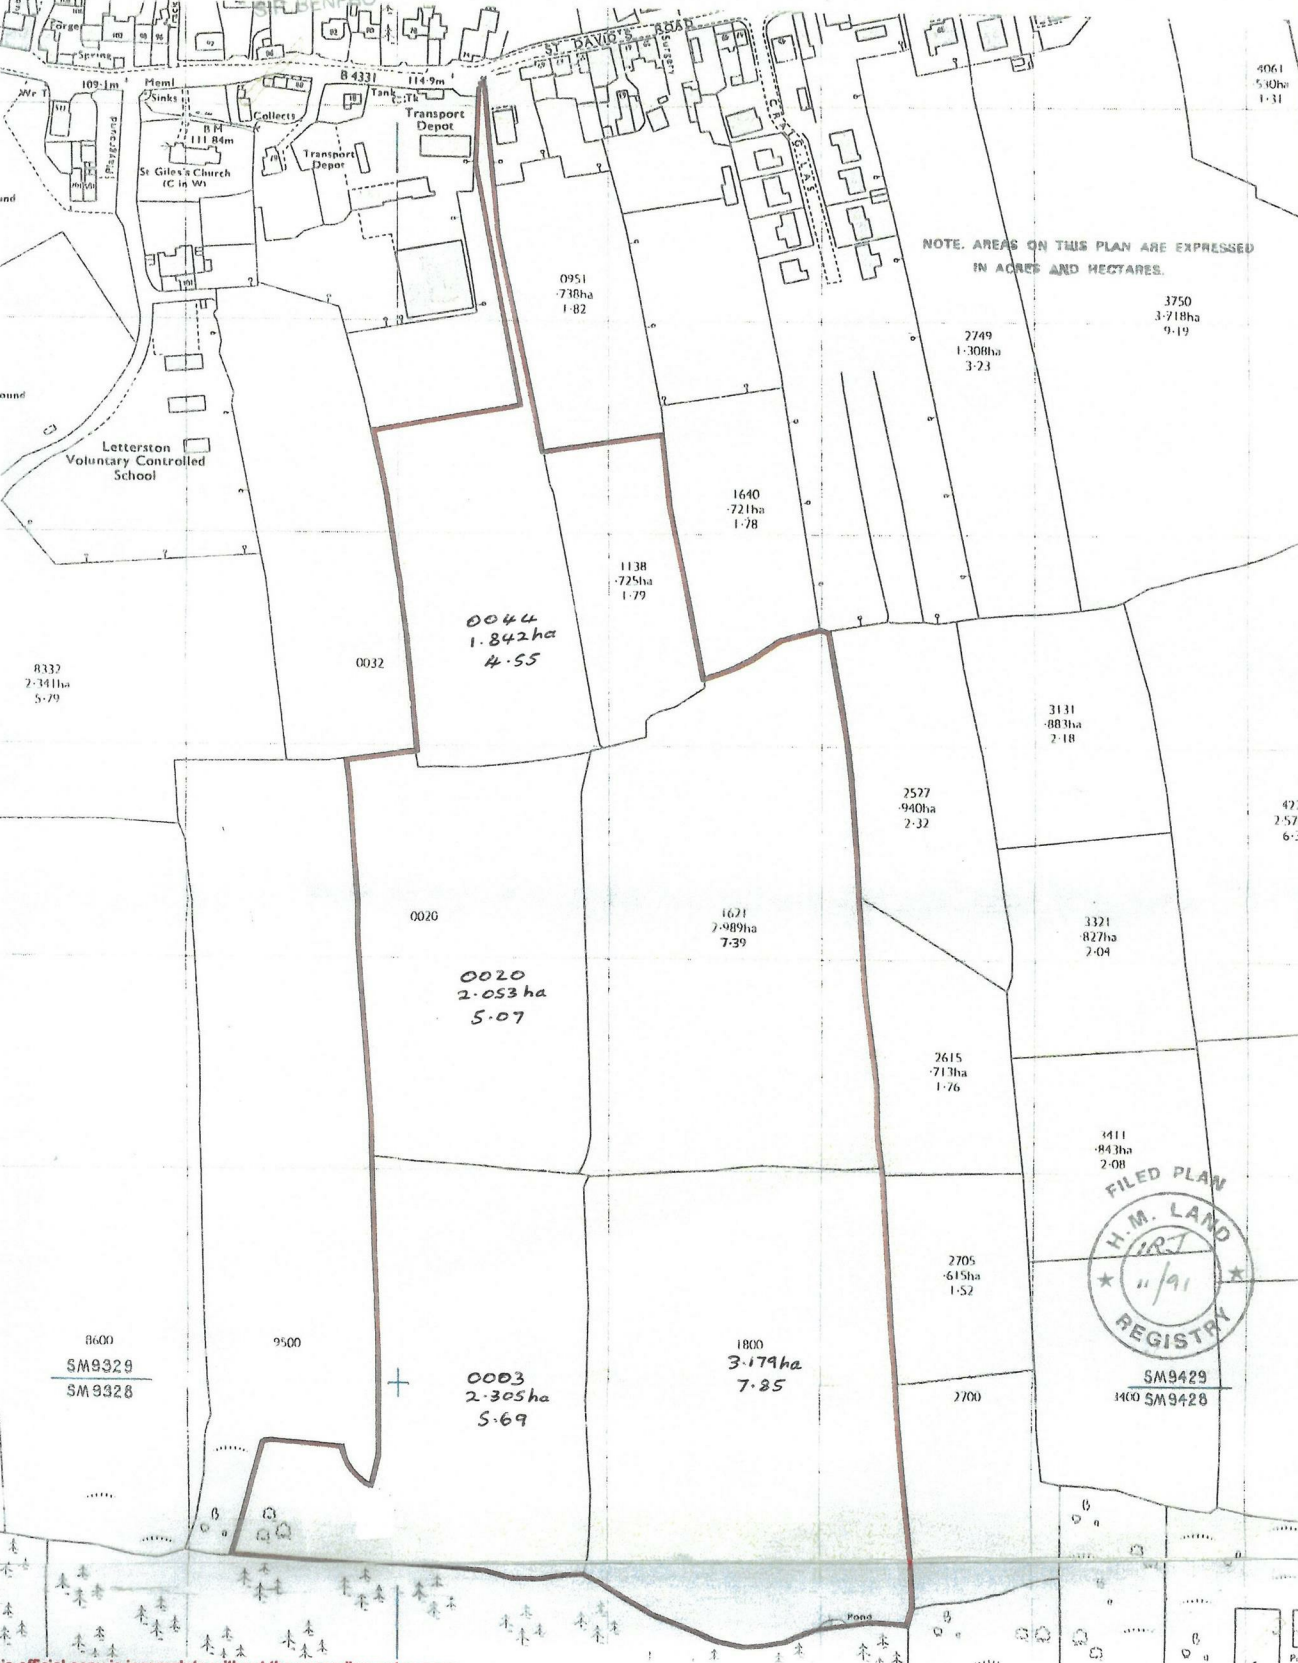 Spring
109·1m
Meml
Sinks
B 4331
114·9m
ST DAVID'S ROAD
Surgery
CRAIG LAS
4061
·530ha
1·31
Wr T
Playground
B M
111·84m
Collects
Tank
Tk
Transport
Depot
Transport
Depot
St Giles's Church
(C in W)
NOTE. AREAS ON THIS PLAN ARE EXPRESSED
IN ACRES AND HECTARES.
0951
·738ha
1·82
3750
3·718ha
9·19
2749
1·308ha
3·23
Letterston
Voluntary Controlled
School
1640
·721ha
1·78
1138
·725ha
1·79
0044
1.842ha
4.55
0032
8332
2·341ha
5·79
3131
·883ha
2·18
2527
·940ha
2·32
0020
0020
2.053 ha
5.07
1621
2·989ha
7·39
3321
·827ha
2·04
2615
·713ha
1·76
3411
·843ha
2·08
FILED PLAN
H.M. LAND
11/91
REGISTRY
2705
·615ha
1·52
8600
SM9329
SM9328
9500
0003
2.305ha
5.69
1800
3.179ha
7.85
2700
SM9429
3400 SM9428
Pond